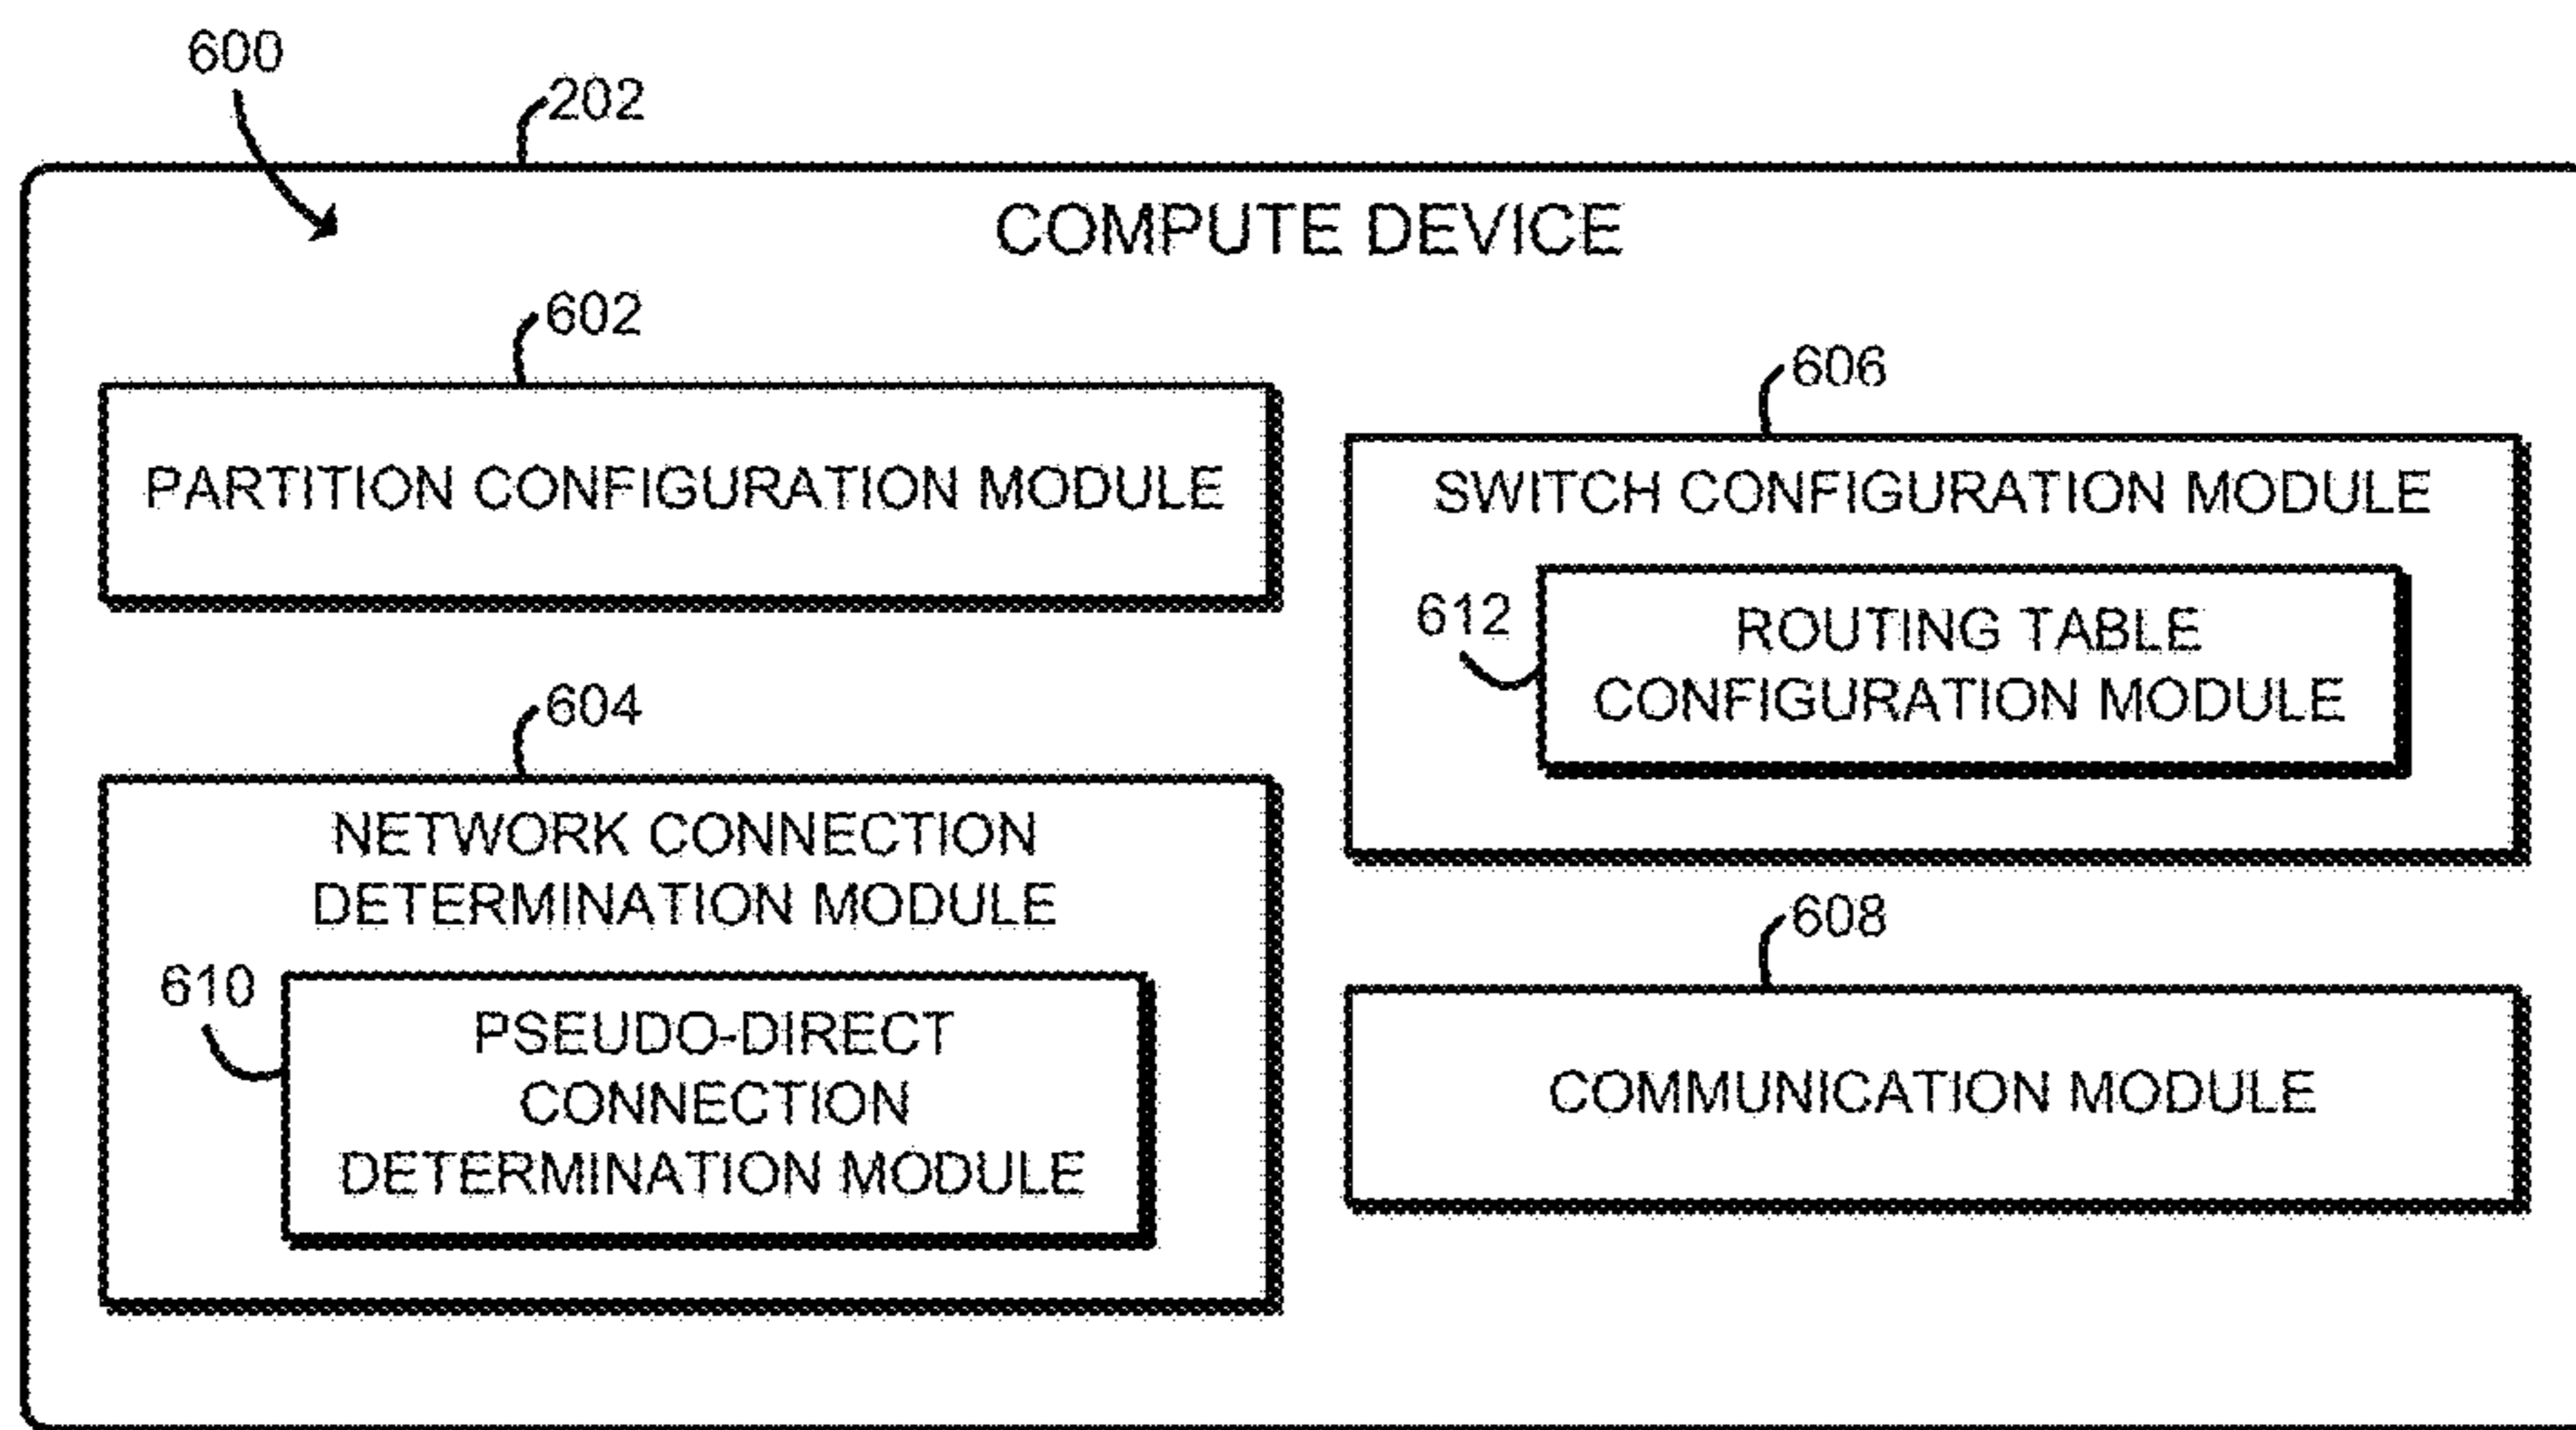 600
202
COMPUTE DEVICE
602
PARTITION CONFIGURATION MODULE
604
NETWORK CONNECTION
DETERMINATION MODULE
610
PSEUDO-DIRECT
CONNECTION
DETERMINATION MODULE
606
SWITCH CONFIGURATION MODULE
612
ROUTING TABLE
CONFIGURATION MODULE
608
COMMUNICATION MODULE